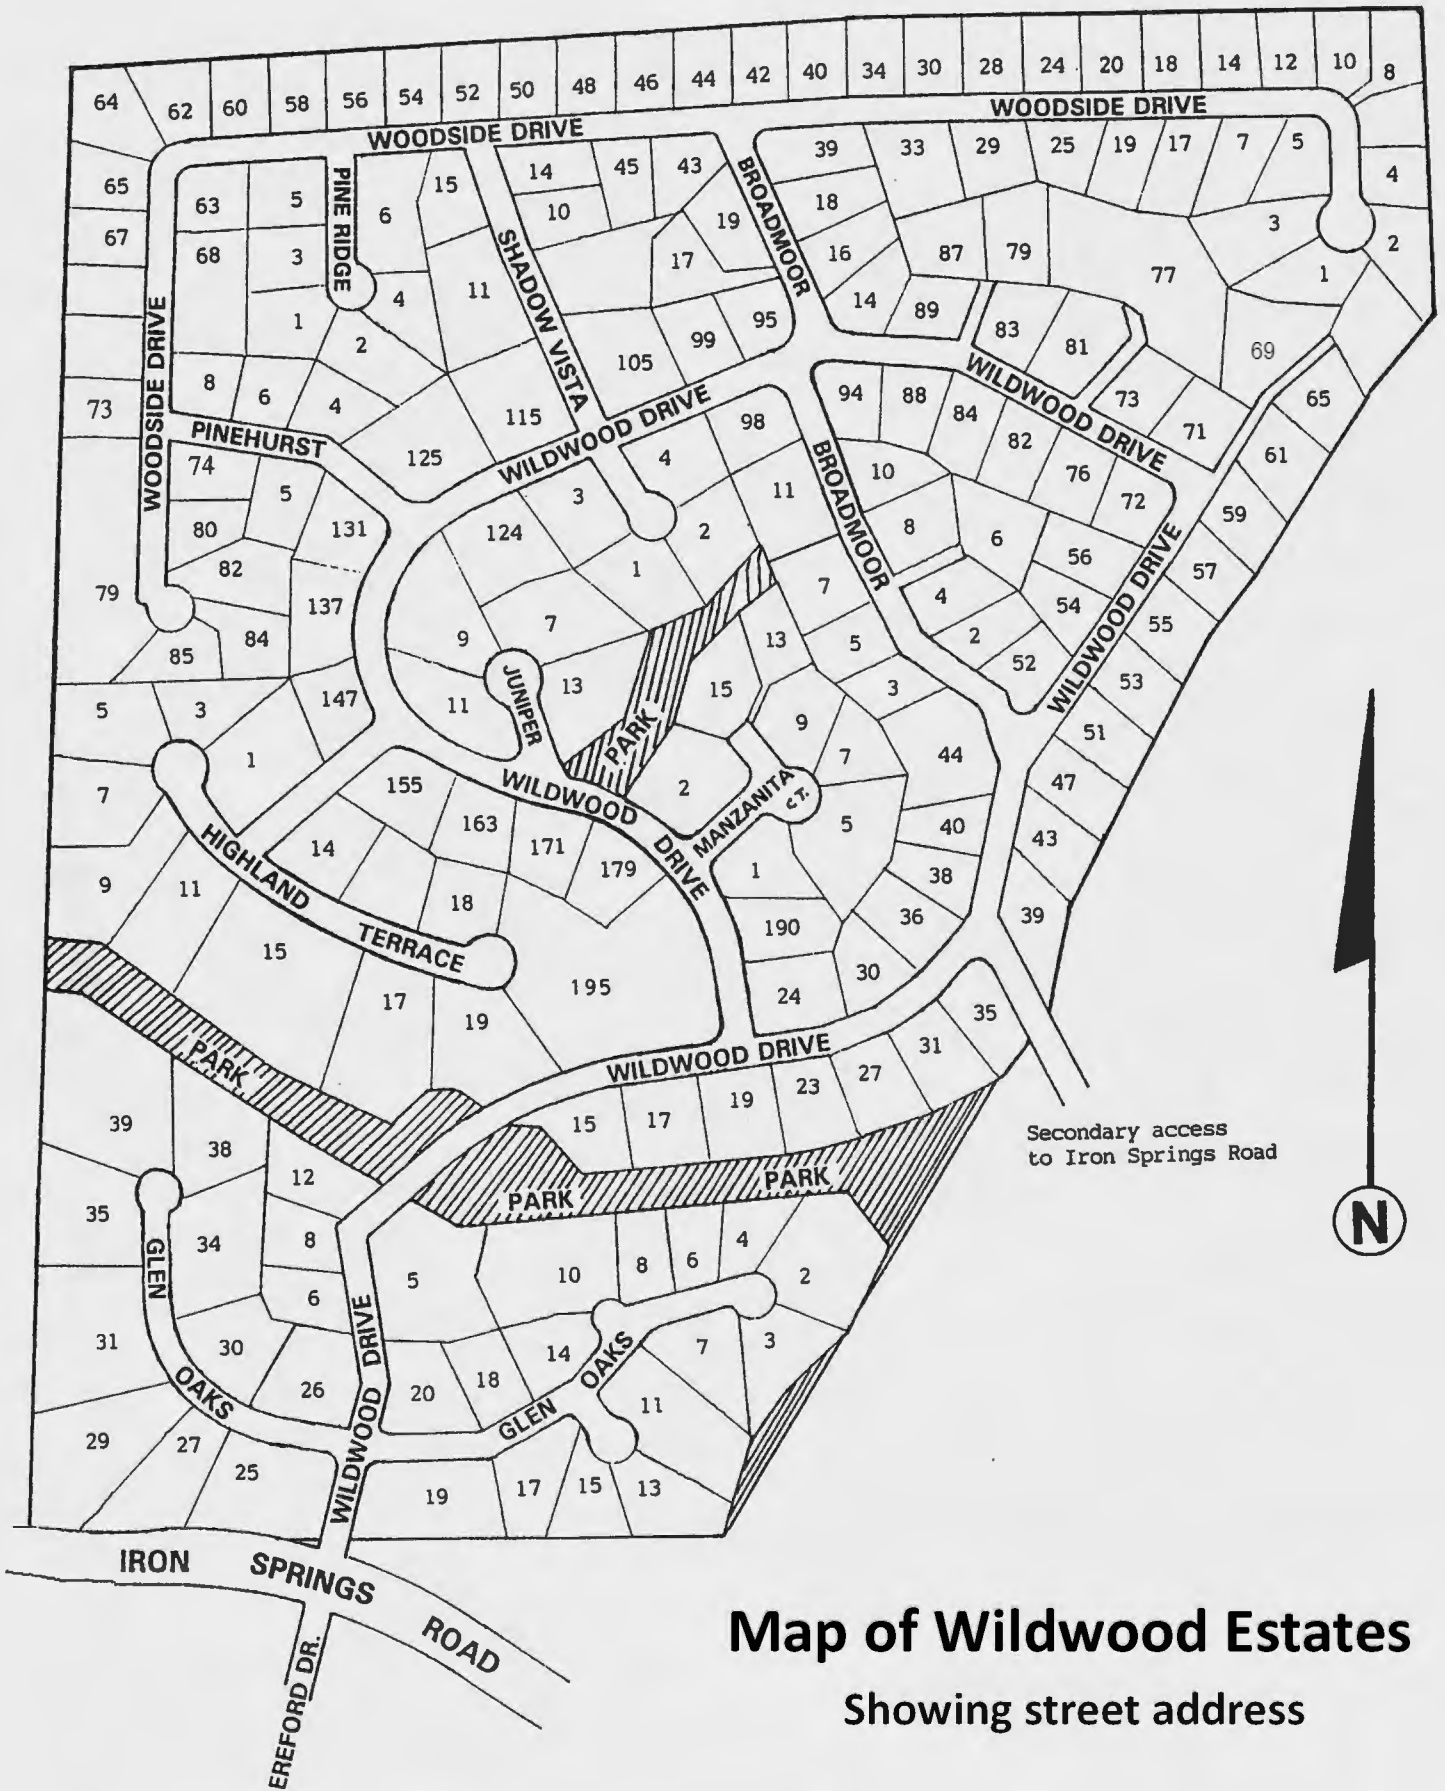 64 62 60 58 56 54 52 50 48 46 44 42 40 34 30 28 24 20 18 14 12 10 8
WOODSIDE DRIVE
WOODSIDE DRIVE
65 63 5 PINE RIDGE 6 15 14 45 43 BROADMOOR 39 33 29 25 19 17 7 5 4
67 68 3 4 11 SHADOW VISTA 10 17 19 18 16 87 79 77 3 2
1 2 105 99 95 14 89 83 81 69 1
WOODSIDE DRIVE
73 8 6 4 115 94 88 84 82 73 71 65
WILDWOOD DRIVE
PINEHURST
125
WILDWOOD DRIVE
74 5 131 124 3 4 98 11 BROADMOOR 10 76 72 61
80 82 137 1 2 8 6 56 59
79 84 85 9 7 7 4 54 57
WILDWOOD DRIVE
13 5 2 52 55
5 3 147 11 JUNIPER 13 15 3 53
PARK
9 7 44 51
7 1 155 WILDWOOD DRIVE 2 MANZANITA CT. 47
163 171 179 5 40 43
HIGHLAND TERRACE
14 18 1 38
9 11 190 36 39
15 17 19 195 24 30 35
WILDWOOD DRIVE
PARK
15 17 19 23 27 31
39 38 12
PARK
PARK
Secondary access
to Iron Springs Road
N
35 34 8 5 10 8 6 4 2
GLEN OAKS
6
WILDWOOD DRIVE
31 30 26 20 18 14 GLEN OAKS 7 3
11
29 27 25 19 17 15 13
IRON SPRINGS ROAD
EREFORD DR.
Map of Wildwood Estates
Showing street address